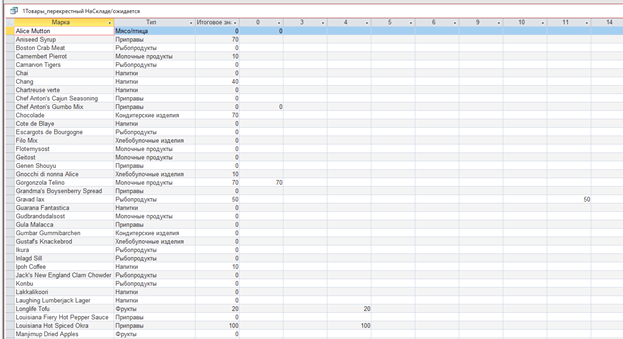 1Товары_перекрестный НаСкладе/ожидается
Марка Тип Итоговое зн. 0 3 4 5 6 7 8 9 10 11 14
Alice Mutton Мясо/птица 0 0
Aniseed Syrup Приправы 70
Boston Crab Meat Рыбопродукты 0
Camembert Pierrot Молочные продукты 10
Carnarvon Tigers Рыбопродукты 0
Chai Напитки 0
Chang Напитки 40
Chartreuse verte Напитки 0
Chef Anton's Cajun Seasoning Приправы 0
Chef Anton's Gumbo Mix Приправы 0 0
Chocolade Кондитерские изделия 70
Cote de Blaye Напитки 0
Escargots de Bourgogne Рыбопродукты 0
Filo Mix Хлебобулочные изделия 0
Flotemysost Молочные продукты 0
Geitost Молочные продукты 0
Genen Shouyu Приправы 0
Gnocchi di nonna Alice Хлебобулочные изделия 10
Gorgonzola Telino Молочные продукты 70 70
Grandma's Boysenberry Spread Приправы 0
Gravad lax Рыбопродукты 50 50
Guarana Fantastica Напитки 0
Gudbrandsdalsost Молочные продукты 0
Gula Malacca Приправы 0
Gumbar Gummibarchen Кондитерские изделия 0
Gustaf's Knackebrod Хлебобулочные изделия 0
Ikura Рыбопродукты 0
Inlagd Sill Рыбопродукты 0
Ipoh Coffee Напитки 10
Jack's New England Clam Chowder Рыбопродукты 0
Konbu Рыбопродукты 0
Lakkalikoori Напитки 0
Laughing Lumberjack Lager Напитки 0
Longlife Tofu Фрукты 20 20
Louisiana Fiery Hot Pepper Sauce Приправы 0
Louisiana Hot Spiced Okra Приправы 100 100
Manjimup Dried Apples Фрукты 0